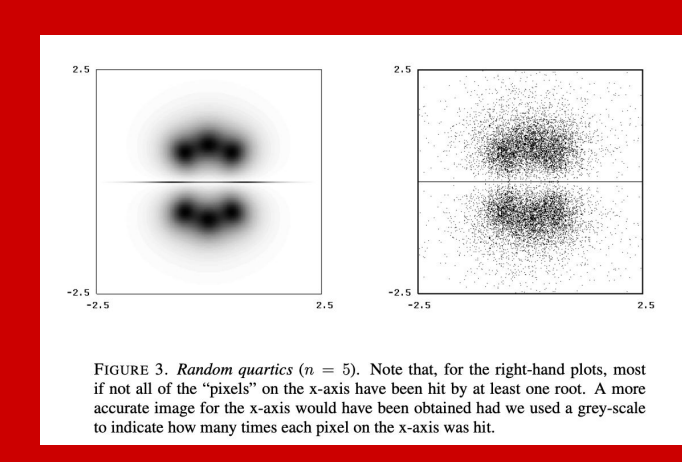 2.5 2.5
-2.5 -2.5
-2.5 2.5 -2.5 2.5
FIGURE 3. Random quartics (n = 5). Note that, for the right-hand plots, most
if not all of the “pixels” on the x-axis have been hit by at least one root. A more
accurate image for the x-axis would have been obtained had we used a grey-scale
to indicate how many times each pixel on the x-axis was hit.